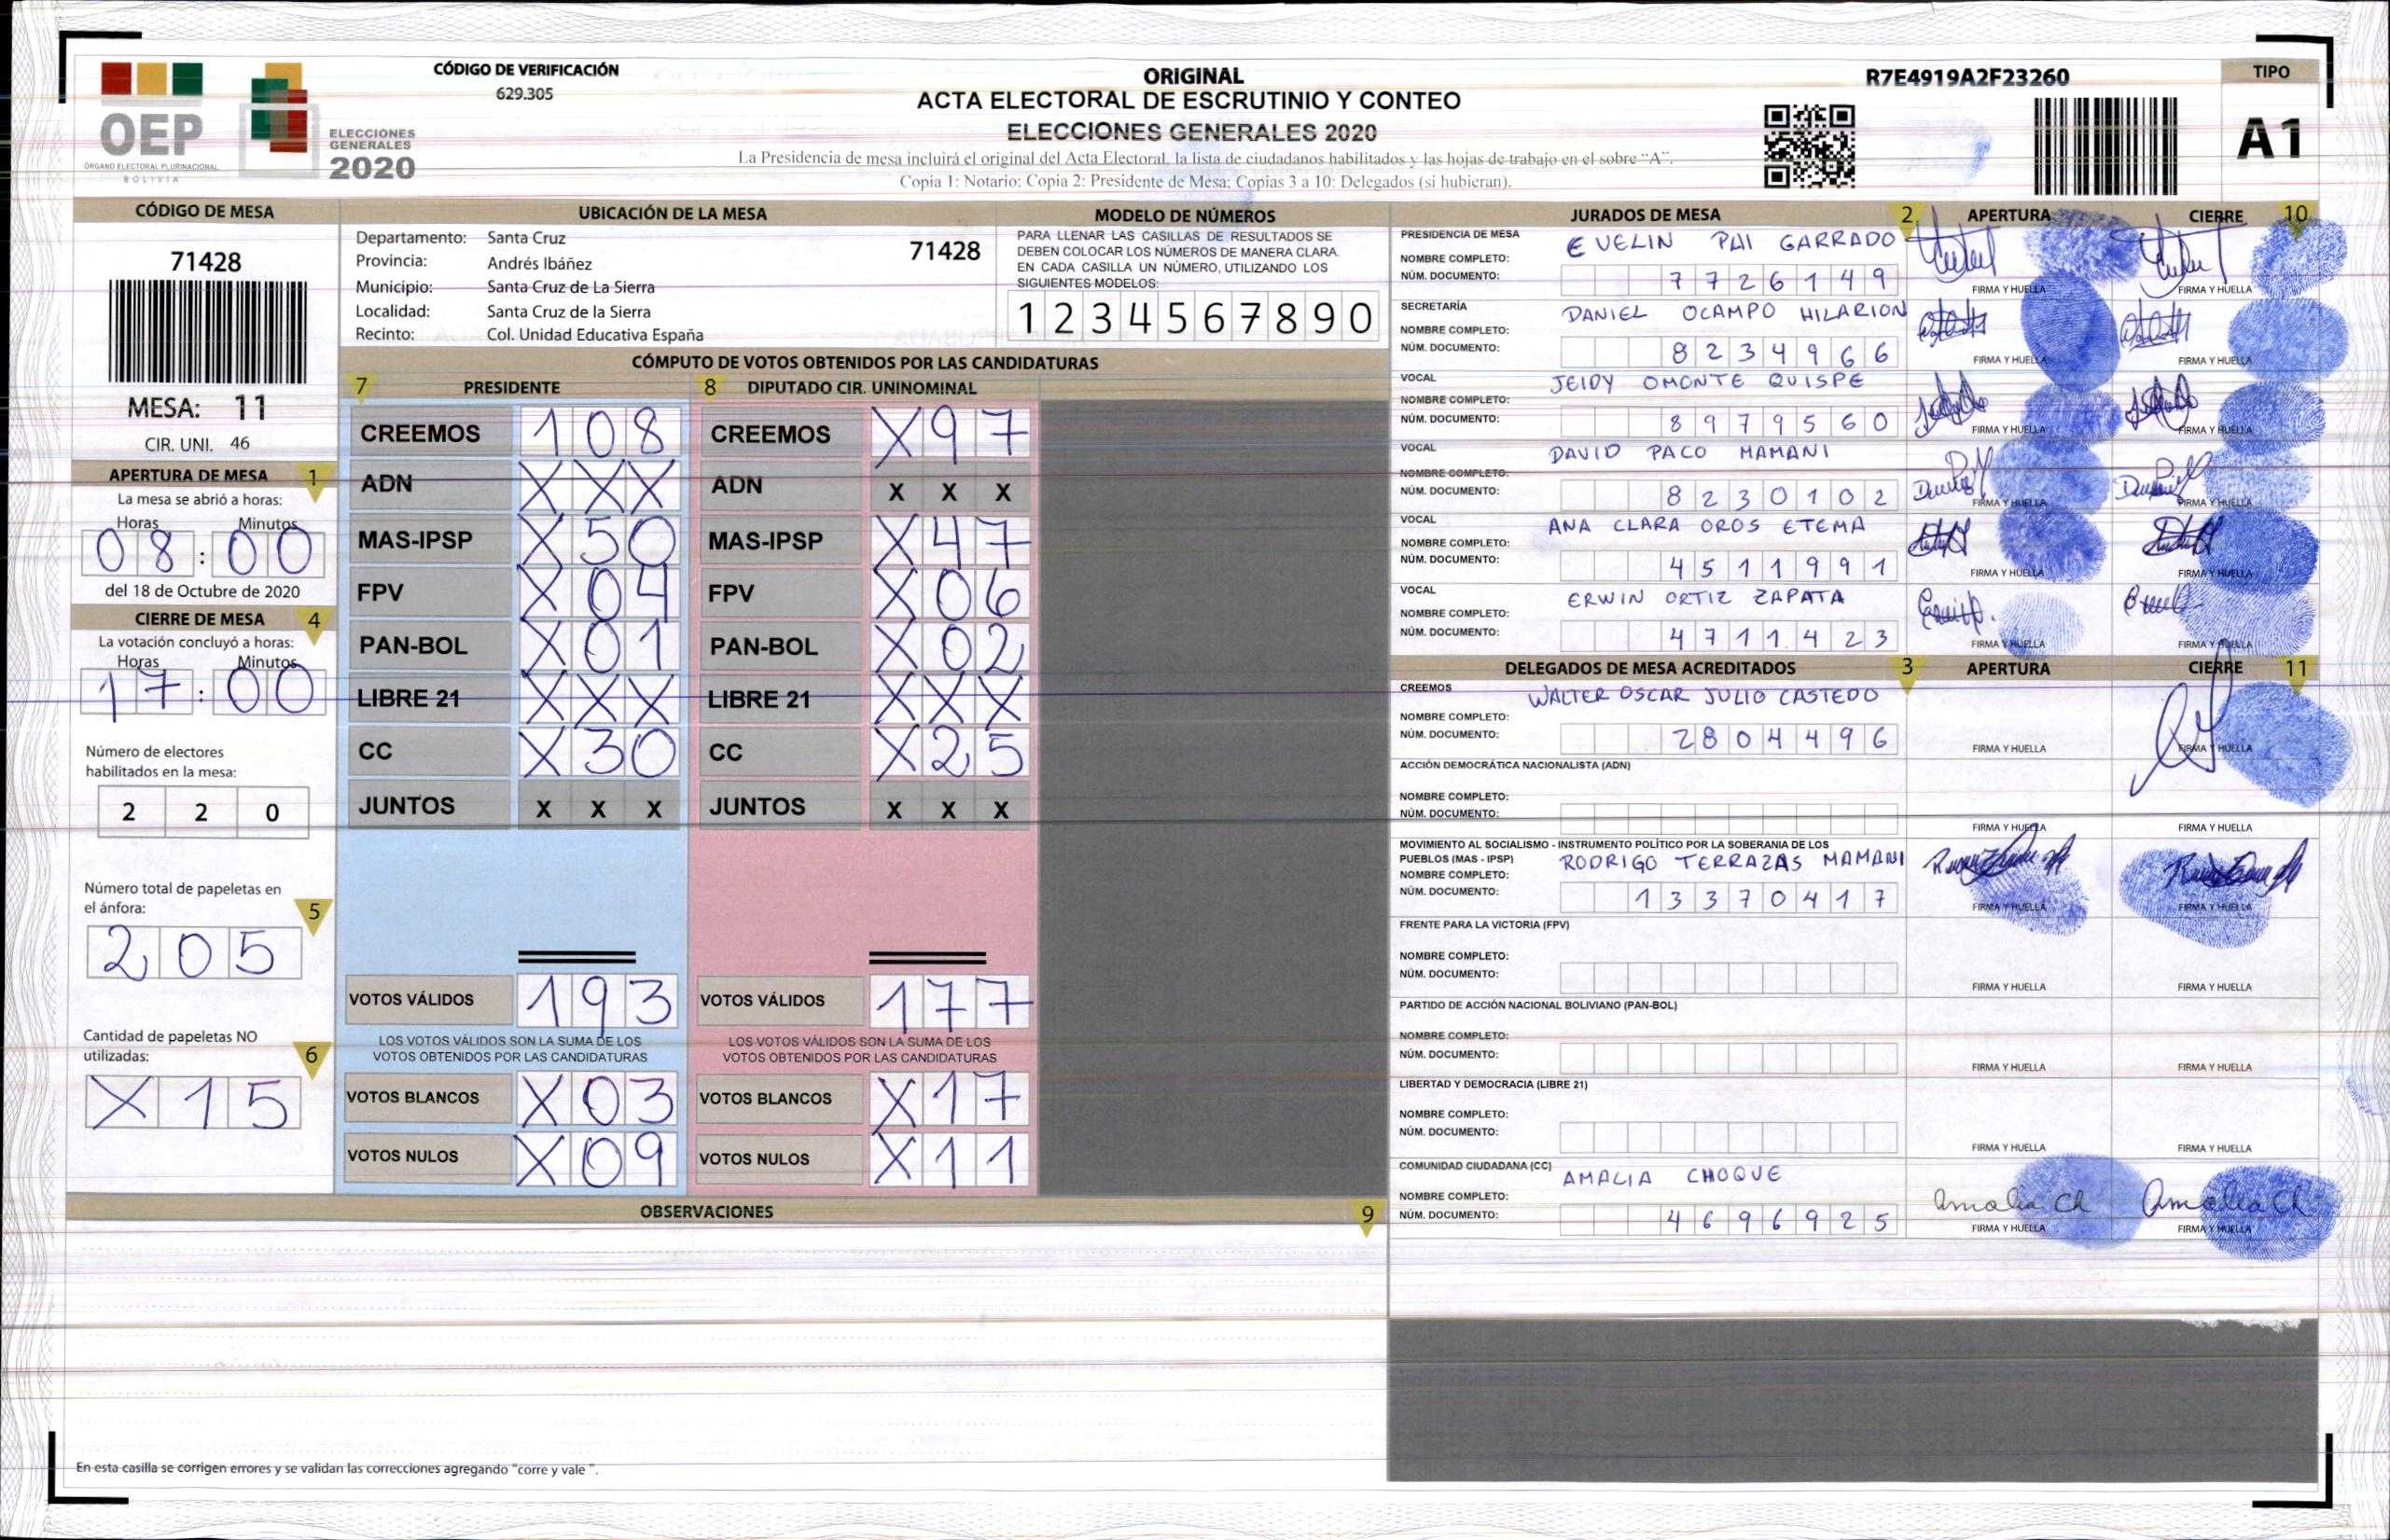 CÓDIGO DE VERIFICACIÓN
629.305
ORIGINAL
ACTA ELECTORAL DE ESCRUTINIO Y CONTEO
ELECCIONES GENERALES 2020
La Presidencia de mesa incluirá el original del Acta Electoral, la lista de ciudadanos habilitados y las hojas de trabajo en el sobre "A".
Copia 1: Notario; Copia 2: Presidente de Mesa; Copias 3 a 10: Delegados (si hubieran).
R7E4919A2F23260
TIPO
A1
OEP
ÓRGANO ELECTORAL PLURINACIONAL
BOLIVIA
ELECCIONES
GENERALES
2020
CÓDIGO DE MESA
71428
MESA: 11
CIR. UNI. 46
APERTURA DE MESA 1
La mesa se abrió a horas:
Horas Minutos
08:00
del 18 de Octubre de 2020
CIERRE DE MESA 4
La votación concluyó a horas:
Horas Minutos
17:00
Número de electores
habilitados en la mesa:
2 2 0
Número total de papeletas en
el ánfora: 5
205
Cantidad de papeletas NO
utilizadas: 6
X15
UBICACIÓN DE LA MESA
Departamento: Santa Cruz
Provincia: Andrés Ibáñez
Municipio: Santa Cruz de La Sierra
Localidad: Santa Cruz de la Sierra
Recinto: Col. Unidad Educativa España
71428
MODELO DE NÚMEROS
PARA LLENAR LAS CASILLAS DE RESULTADOS SE
DEBEN COLOCAR LOS NÚMEROS DE MANERA CLARA.
EN CADA CASILLA UN NÚMERO, UTILIZANDO LOS
SIGUIENTES MODELOS:
1 2 3 4 5 6 7 8 9 0
CÓMPUTO DE VOTOS OBTENIDOS POR LAS CANDIDATURAS
7 PRESIDENTE 8 DIPUTADO CIR. UNINOMINAL
CREEMOS 108 CREEMOS X97
ADN XXX ADN X X X
MAS-IPSP X50 MAS-IPSP X47
FPV X04 FPV X06
PAN-BOL X01 PAN-BOL X02
LIBRE 21 XXX LIBRE 21 XXX
CC X30 CC X25
JUNTOS X X X JUNTOS X X X
VOTOS VÁLIDOS 193 VOTOS VÁLIDOS 177
LOS VOTOS VÁLIDOS SON LA SUMA DE LOS LOS VOTOS VÁLIDOS SON LA SUMA DE LOS
VOTOS OBTENIDOS POR LAS CANDIDATURAS VOTOS OBTENIDOS POR LAS CANDIDATURAS
VOTOS BLANCOS X03 VOTOS BLANCOS X17
VOTOS NULOS X09 VOTOS NULOS X11
OBSERVACIONES 9
En esta casilla se corrigen errores y se validan las correcciones agregando "corre y vale ".
JURADOS DE MESA 2 APERTURA CIERRE 10
PRESIDENCIA DE MESA EVELIN PAI GARRADO
NOMBRE COMPLETO:
NÚM. DOCUMENTO: 7726149
FIRMA Y HUELLA FIRMA Y HUELLA
SECRETARÍA DANIEL OCAMPO HILARION
NOMBRE COMPLETO:
NÚM. DOCUMENTO: 8234966
FIRMA Y HUELLA FIRMA Y HUELLA
VOCAL JEIDY OMONTE QUISPE
NOMBRE COMPLETO:
NÚM. DOCUMENTO: 8979560
FIRMA Y HUELLA FIRMA Y HUELLA
VOCAL DAVID PACO MAMANI
NOMBRE COMPLETO:
NÚM. DOCUMENTO: 8230102
FIRMA Y HUELLA FIRMA Y HUELLA
VOCAL ANA CLARA OROS ETEMA
NOMBRE COMPLETO:
NÚM. DOCUMENTO: 4511991
FIRMA Y HUELLA FIRMA Y HUELLA
VOCAL ERWIN ORTIZ ZAPATA
NOMBRE COMPLETO:
NÚM. DOCUMENTO: 4711423
FIRMA Y HUELLA FIRMA Y HUELLA
DELEGADOS DE MESA ACREDITADOS 3 APERTURA CIERRE 11
CREEMOS WALTER OSCAR JULIO CASTEDO
NOMBRE COMPLETO:
NÚM. DOCUMENTO: 2804496
FIRMA Y HUELLA FIRMA Y HUELLA
ACCIÓN DEMOCRÁTICA NACIONALISTA (ADN)
NOMBRE COMPLETO:
NÚM. DOCUMENTO:
FIRMA Y HUELLA FIRMA Y HUELLA
MOVIMIENTO AL SOCIALISMO - INSTRUMENTO POLÍTICO POR LA SOBERANIA DE LOS
PUEBLOS (MAS - IPSP) RODRIGO TERRAZAS MAMANI
NOMBRE COMPLETO:
NÚM. DOCUMENTO: 13370417
FIRMA Y HUELLA FIRMA Y HUELLA
FRENTE PARA LA VICTORIA (FPV)
NOMBRE COMPLETO:
NÚM. DOCUMENTO:
FIRMA Y HUELLA FIRMA Y HUELLA
PARTIDO DE ACCIÓN NACIONAL BOLIVIANO (PAN-BOL)
NOMBRE COMPLETO:
NÚM. DOCUMENTO:
FIRMA Y HUELLA FIRMA Y HUELLA
LIBERTAD Y DEMOCRACIA (LIBRE 21)
NOMBRE COMPLETO:
NÚM. DOCUMENTO:
FIRMA Y HUELLA FIRMA Y HUELLA
COMUNIDAD CIUDADANA (CC) AMALIA CHOQUE
NOMBRE COMPLETO:
NÚM. DOCUMENTO: 4696925
Amalia Ch Amalia Ch
FIRMA Y HUELLA FIRMA Y HUELLA